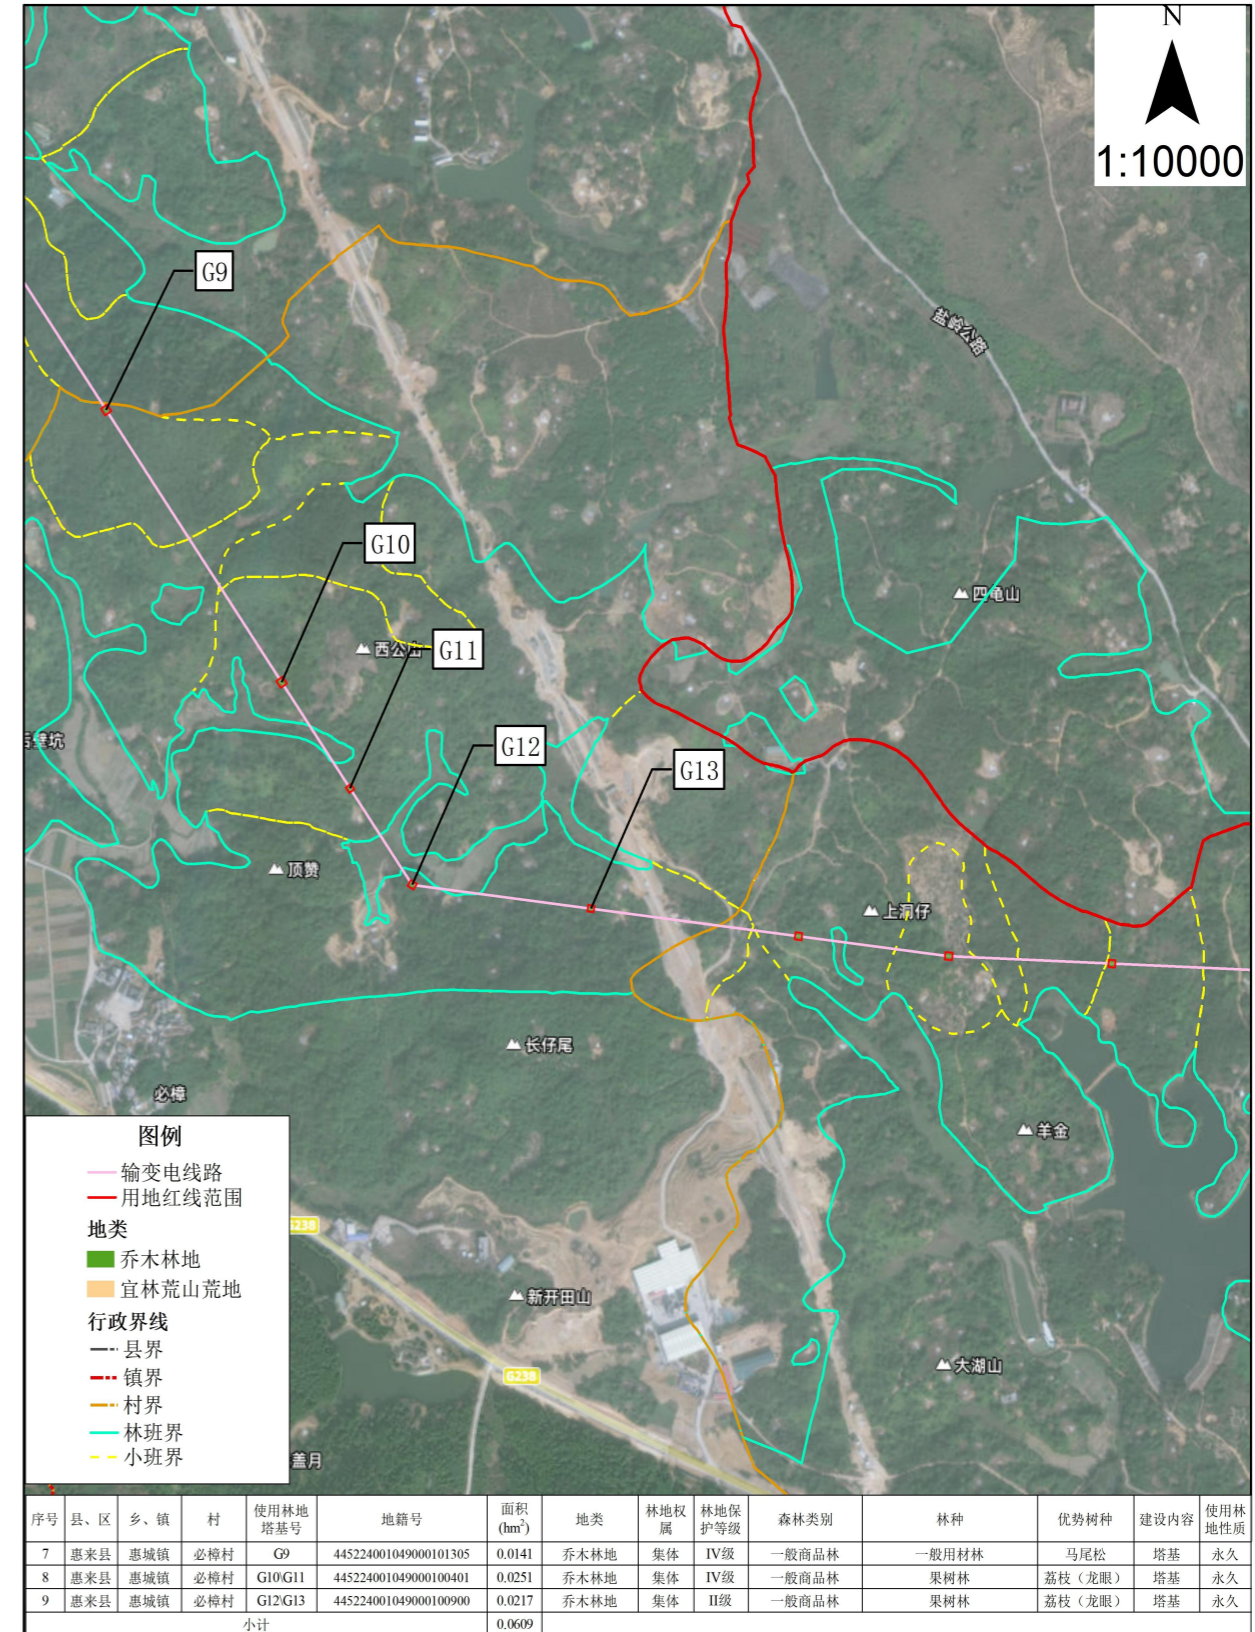 N
1:10000
G9
盐岭公路
G10
四黾山
西公山
G11
G12
G13
顶赞
上洞仔
长仔尾
必樟
羊金
图例
输变电线路
用地红线范围
地类
乔木林地
宜林荒山荒地
行政界线
县界
镇界
村界
林班界
小班界
G238
新开田山
G238
大湖山
盖月
序号 县、区 乡、镇 村 使用林地塔基号 地籍号 面积(hm²) 地类 林地权属 林地保护等级 森林类别 林种 优势树种 建设内容 使用林地性质
7 惠来县 惠城镇 必樟村 G9 445224001049000101305 0.0141 乔木林地 集体 IV级 一般商品林 一般用材林 马尾松 塔基 永久
8 惠来县 惠城镇 必樟村 G10\G11 445224001049000100401 0.0251 乔木林地 集体 IV级 一般商品林 果树林 荔枝（龙眼） 塔基 永久
9 惠来县 惠城镇 必樟村 G12\G13 445224001049000100900 0.0217 乔木林地 集体 II级 一般商品林 果树林 荔枝（龙眼） 塔基 永久
小计 0.0609